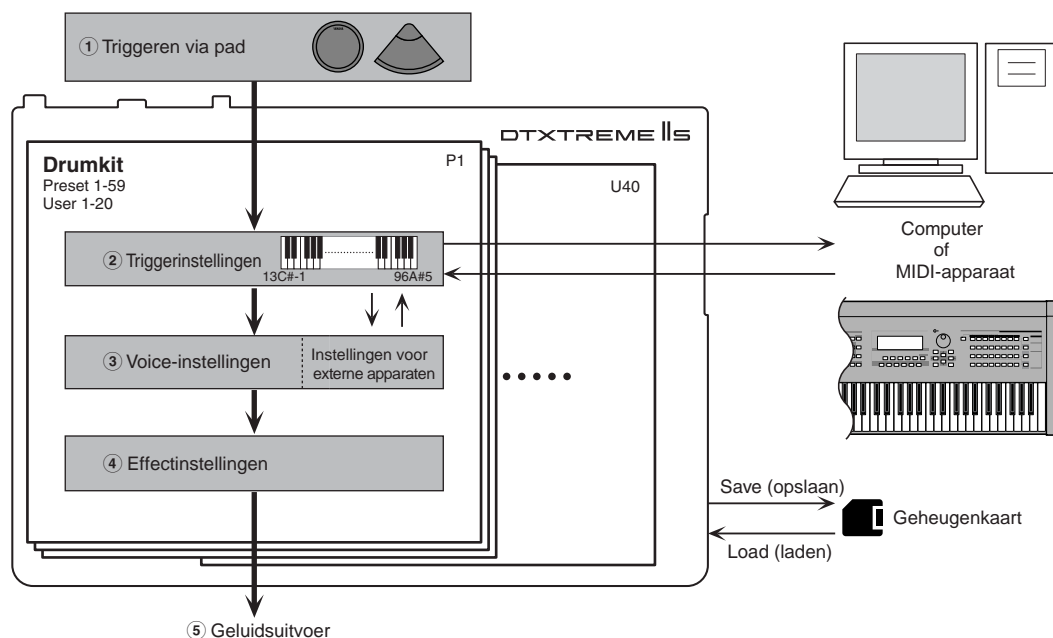 ① Triggeren via pad
DTXTREME IIs
Drumkit
Preset 1-59
User 1-20
P1
U40
② Triggerinstellingen
13C#-1
96A#5
Computer
of
MIDI-apparaat
③ Voice-instellingen
Instellingen voor
externe apparaten
④ Effectinstellingen
Save (opslaan)
Geheugenkaart
Load (laden)
⑤ Geluidsuitvoer